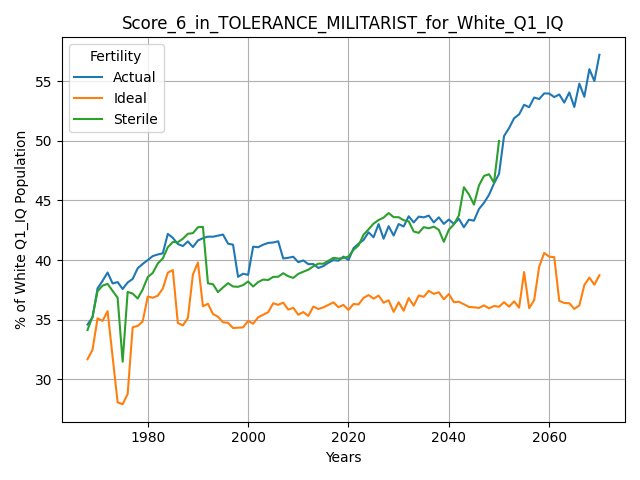 Score_6_in_TOLERANCE_MILITARIST_for_White_Q1_IQ
Fertility
Actual
Ideal
Sterile
% of White Q1_IQ Population
55
50
45
40
35
30
1980
2000
2020
2040
2060
Years